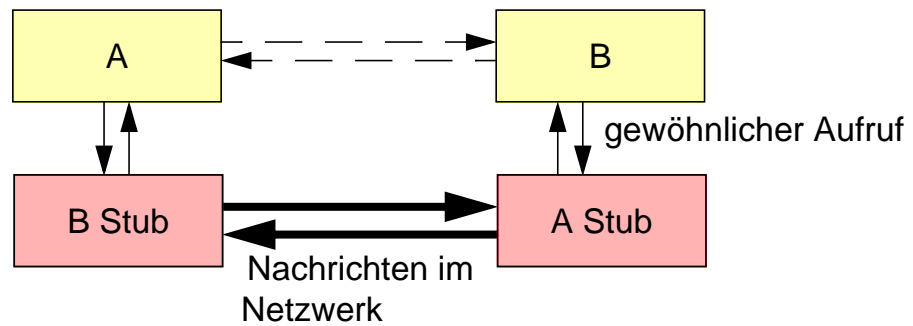 A
B
gewöhnlicher Aufruf
B Stub
A Stub
Nachrichten im
Netzwerk